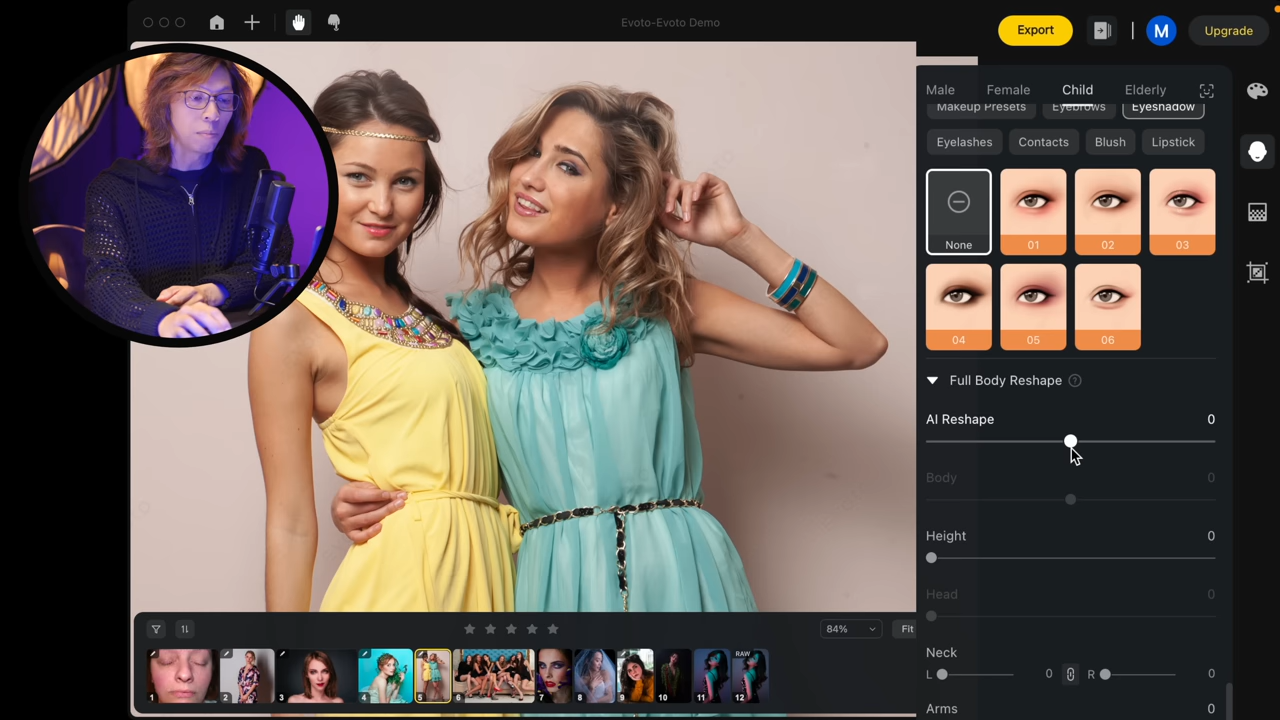 Evoto-Evoto Demo
Export
M
Upgrade
Male Female Child Elderly
Makeup Presets Eyebrows Eyeshadow
Eyelashes Contacts Blush Lipstick
None 01 02 03
04 05 06
Full Body Reshape ?
AI Reshape 0
Body 0
Height 0
Head 0
Neck
L 0 R 0
Arms 0
84% Fit
RAW
1 2 3 4 5 6 7 8 9 10 11 12